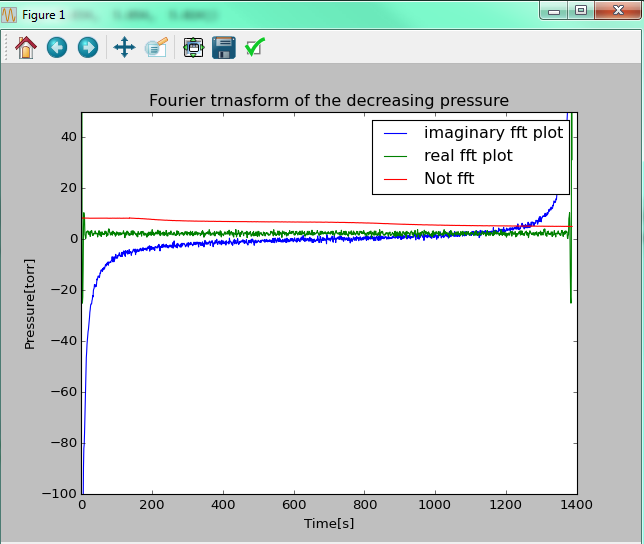 Figure 1
Fourier trnasform of the decreasing pressure
imaginary fft plot
real fft plot
Not fft
Pressure[torr]
40
20
0
−20
−40
−60
−80
−100
0 200 400 600 800 1000 1200 1400
Time[s]